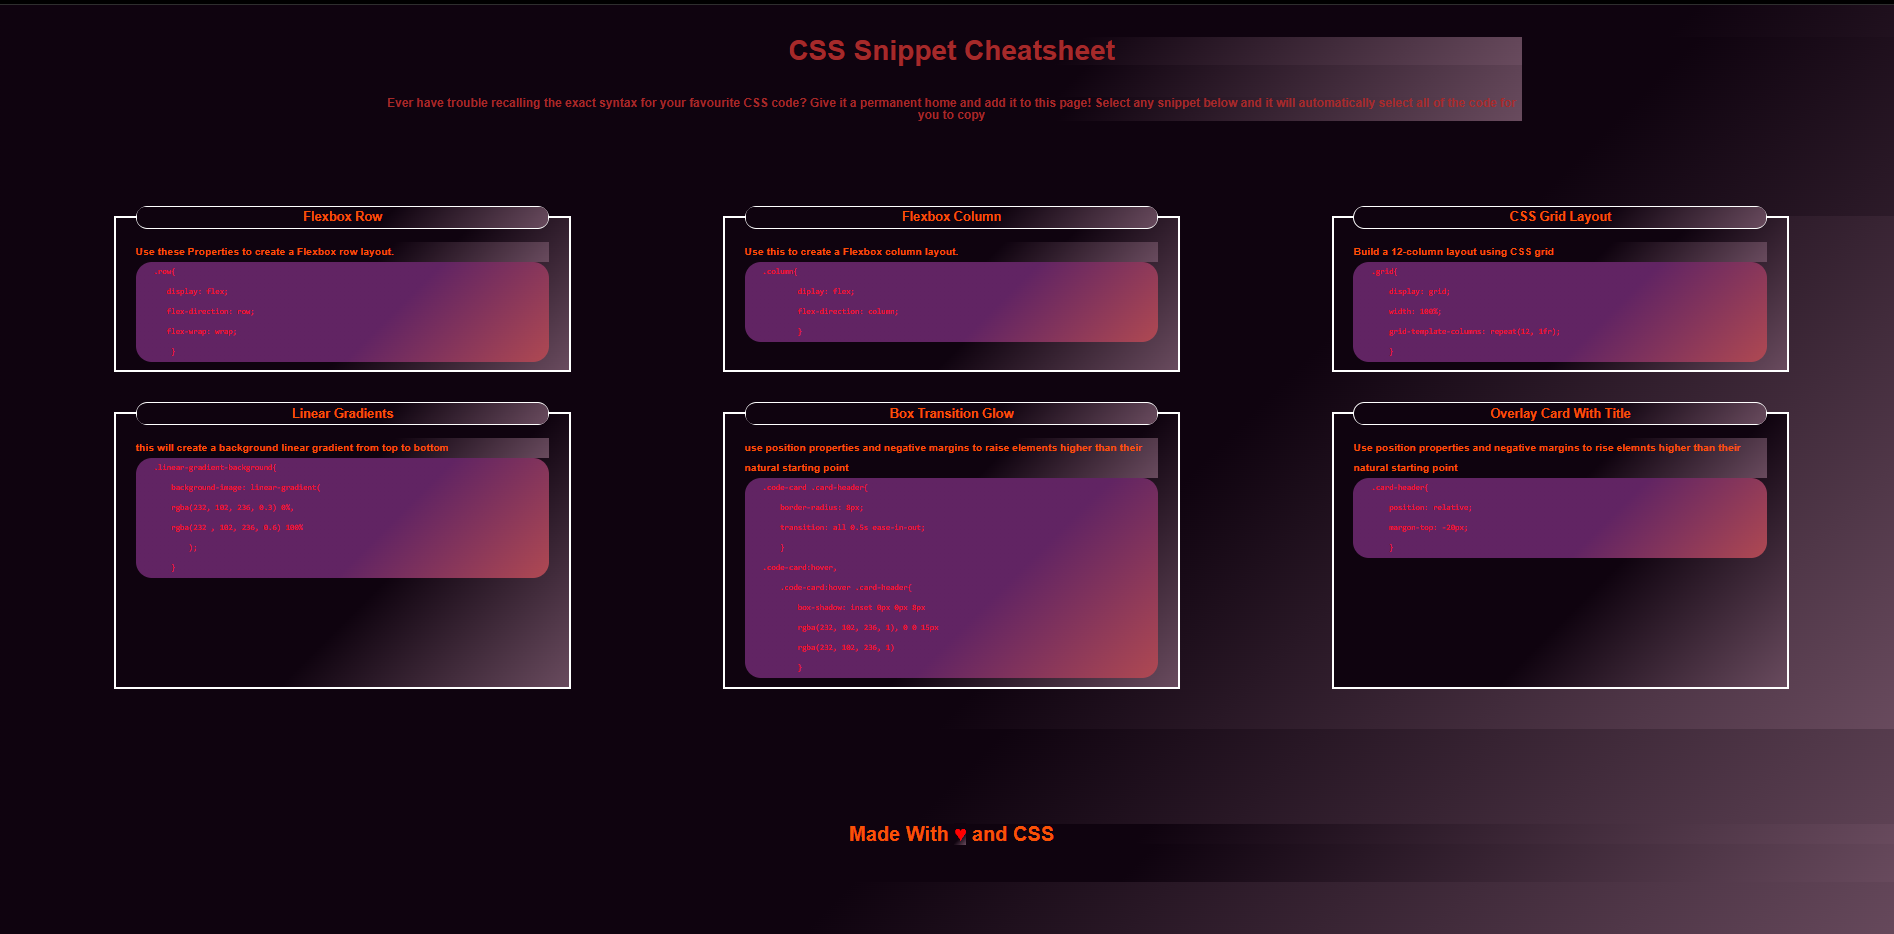 CSS Snippet Cheatsheet
Ever have trouble recalling the exact syntax for your favourite CSS code? Give it a permanent home and add it to this page! Select any snippet below and it will automatically select all of the code for
you to copy
Flexbox Row
Use these Properties to create a Flexbox row layout.
.row{
display: flex;
flex-direction: row;
flex-wrap: wrap;
}
Flexbox Column
Use this to create a Flexbox column layout.
.column{
diplay: flex;
flex-direction: column;
}
CSS Grid Layout
Build a 12-column layout using CSS grid
.grid{
display: grid;
width: 100%;
grid-template-columns: repeat(12, 1fr);
}
Linear Gradients
this will create a background linear gradient from top to bottom
.linear-gradient-background{
background-image: linear-gradient(
rgba(232, 102, 236, 0.3) 0%,
rgba(232 , 102, 236, 0.6) 100%
);
}
Box Transition Glow
use position properties and negative margins to raise elements higher than their
natural starting point
.code-card .card-header{
border-radius: 8px;
transition: all 0.5s ease-in-out;
}
.code-card:hover,
.code-card:hover .card-header{
box-shadow: inset 0px 0px 8px
rgba(232, 102, 236, 1), 0 0 15px
rgba(232, 102, 236, 1)
}
Overlay Card With Title
Use position properties and negative margins to rise elemnts higher than their
natural starting point
.card-header{
position: relative;
margin-top: -20px;
}
Made With ♥ and CSS